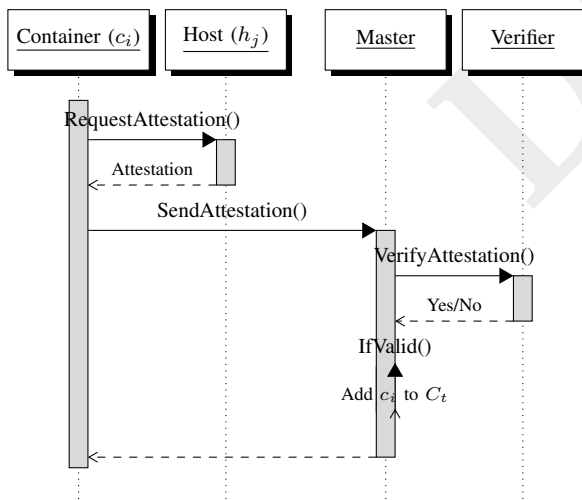 Container (c_i) Host (h_j) Master Verifier
RequestAttestation()
Attestation
SendAttestation()
VerifyAttestation()
Yes/No
IfValid()
Add c_i to C_t